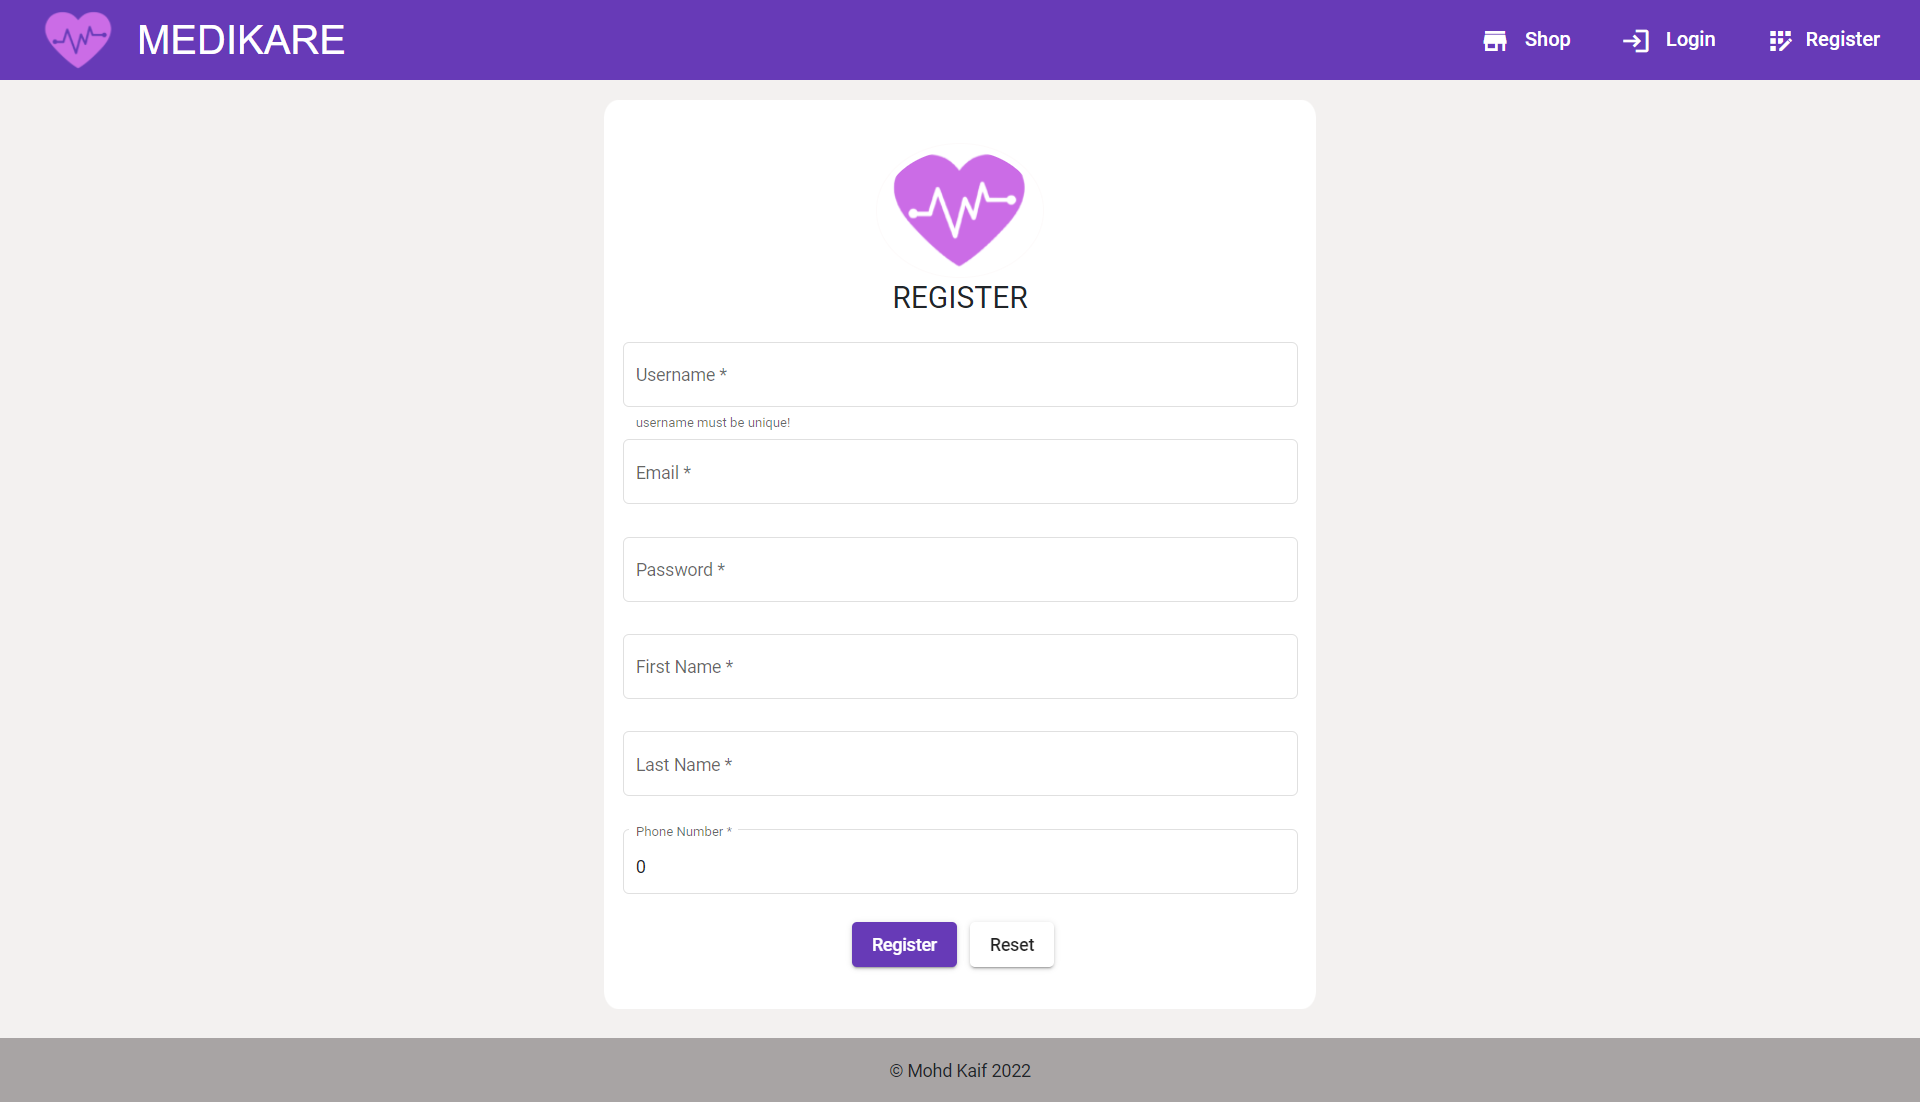 MEDIKARE
Shop
Login
Register
REGISTER
Username *
username must be unique!
Email *
Password *
First Name *
Last Name *
Phone Number *
0
Register
Reset
© Mohd Kaif 2022